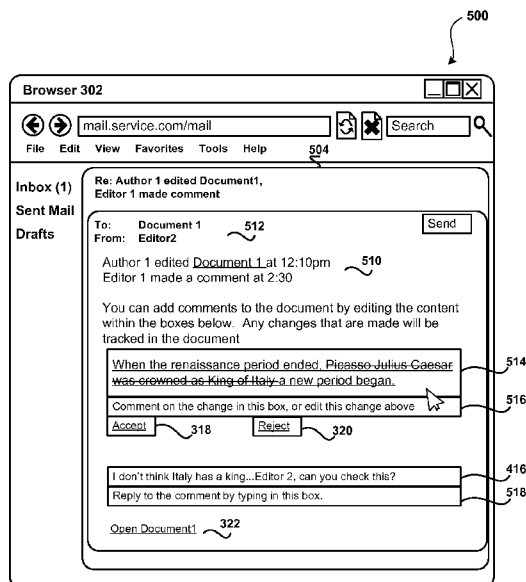 500
Browser 302
mail.service.com/mail
Search
File Edit View Favorites Tools Help
504
Inbox (1)
Sent Mail
Drafts
Re: Author 1 edited Document1,
Editor 1 made comment
To: Document 1
From: Editor2
512
Send
Author 1 edited Document 1 at 12:10pm
Editor 1 made a comment at 2:30
510
You can add comments to the document by editing the content
within the boxes below. Any changes that are made will be
tracked in the document
When the renaissance period ended, Picasso Julius Caesar
was crowned as King of Italy a new period began.
514
Comment on the change in this box, or edit this change above
516
Accept
318
Reject
320
I don't think Italy has a king...Editor 2, can you check this?
416
Reply to the comment by typing in this box.
518
Open Document1
322